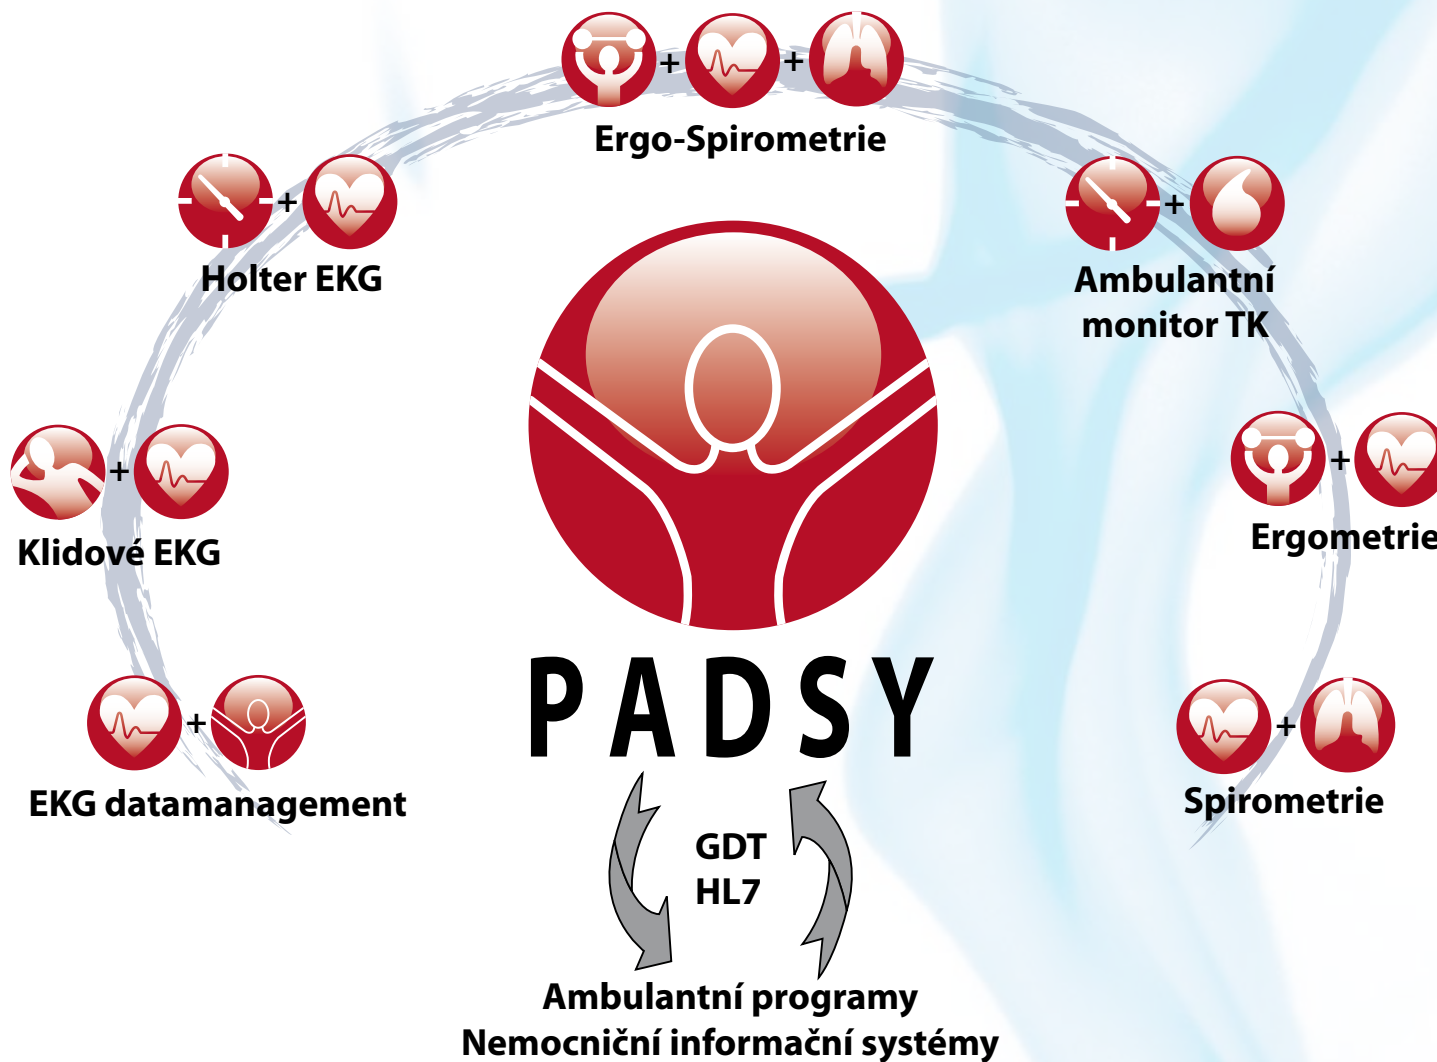 + +
Ergo-Spirometrie
+
Holter EKG
+
Ambulantní
monitor TK
+
Klidové EKG
+
Ergometrie
PADSY
+
EKG datamanagement
+
Spirometrie
GDT
HL7
Ambulantní programy
Nemocniční informační systémy